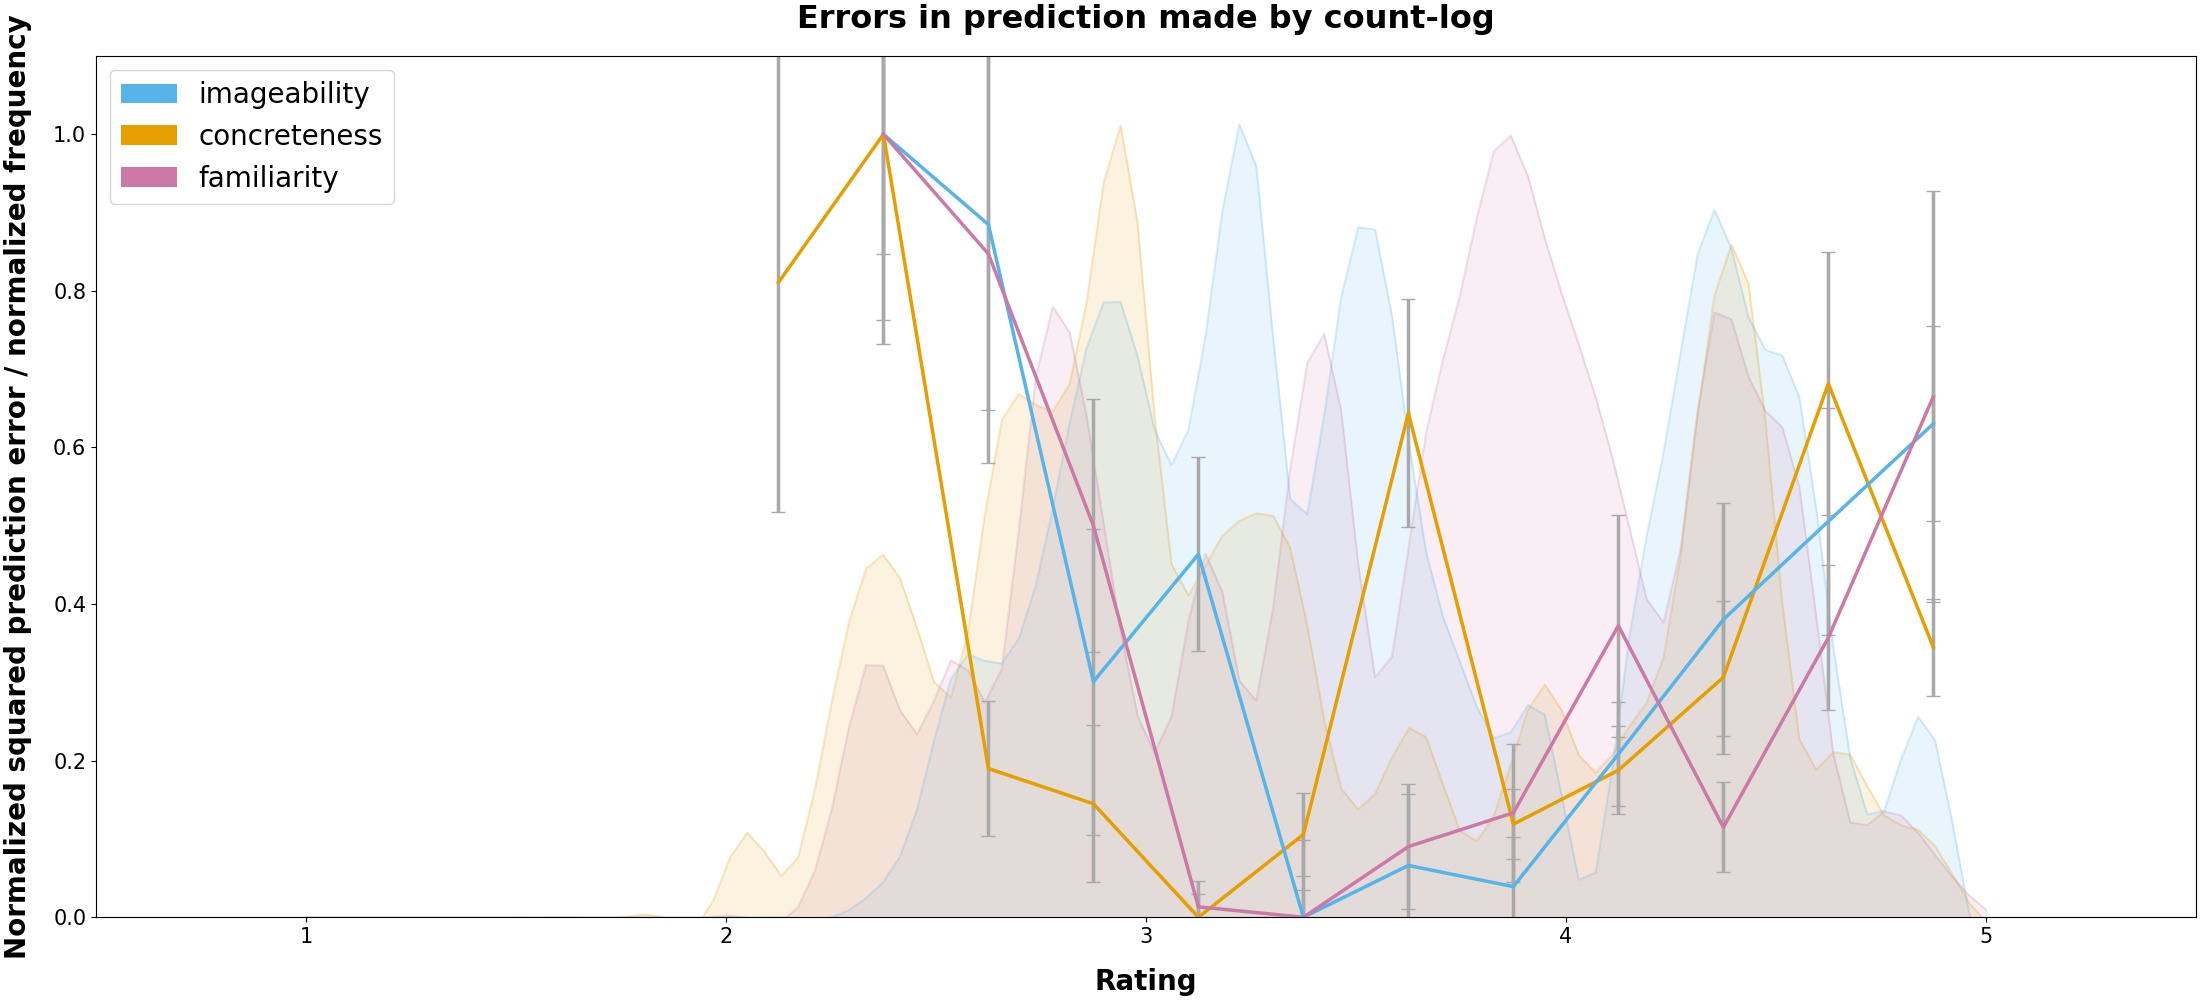 Errors in prediction made by count-log
Normalized squared prediction error / normalized frequency
imageability
concreteness
familiarity
1.0
0.8
0.6
0.4
0.2
0.0
1
2
3
4
5
Rating